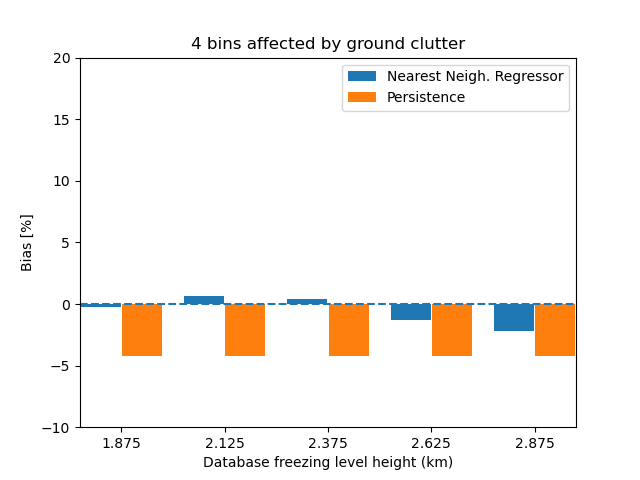 4 bins affected by ground clutter
Nearest Neigh. Regressor
Persistence
Bias [%]
20
15
10
5
0
−5
−10
1.875 2.125 2.375 2.625 2.875
Database freezing level height (km)